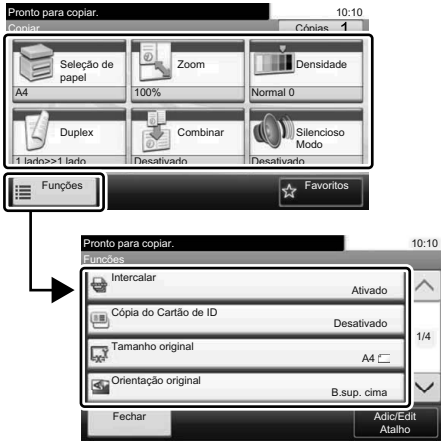 Pronto para copiar. 10:10
Copiar Cópias 1
Seleção de papel
A4
Zoom
100%
Densidade
Normal 0
Duplex
1 lado>>1 lado
Combinar
Desativado
Silencioso Modo
Desativado
Funções
Favoritos
Pronto para copiar. 10:10
Funções
Intercalar
Ativado
Cópia do Cartão de ID
Desativado
Tamanho original
A4
Orientação original
B.sup. cima
1/4
Fechar
Adic/Edit
Atalho